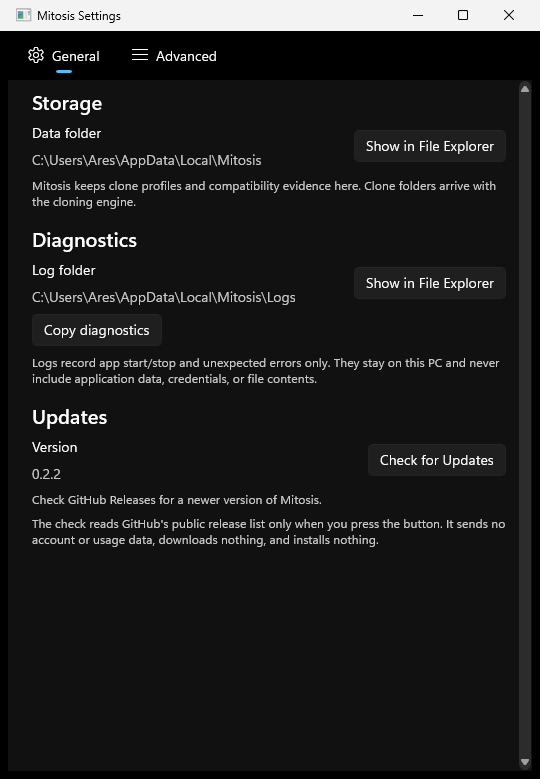 Mitosis Settings
General
Advanced
Storage
Data folder
Show in File Explorer
C:\Users\Ares\AppData\Local\Mitosis
Mitosis keeps clone profiles and compatibility evidence here. Clone folders arrive with
the cloning engine.
Diagnostics
Log folder
Show in File Explorer
C:\Users\Ares\AppData\Local\Mitosis\Logs
Copy diagnostics
Logs record app start/stop and unexpected errors only. They stay on this PC and never
include application data, credentials, or file contents.
Updates
Version
Check for Updates
0.2.2
Check GitHub Releases for a newer version of Mitosis.
The check reads GitHub's public release list only when you press the button. It sends no
account or usage data, downloads nothing, and installs nothing.